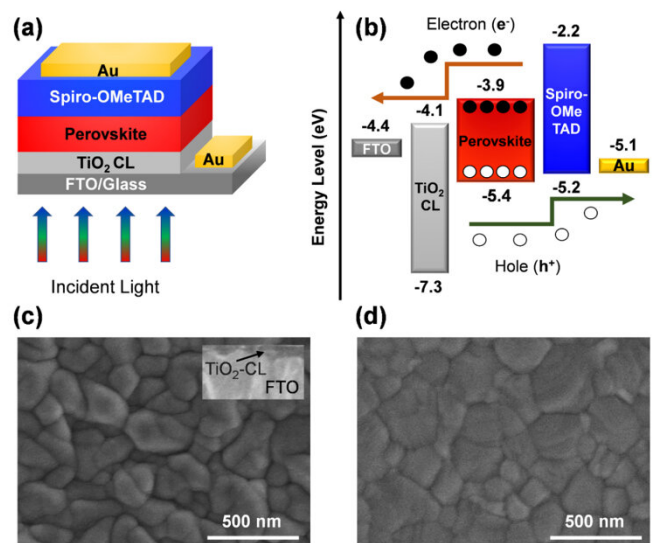 (a)
Au
Spiro-OMeTAD
Perovskite
TiO₂ CL
Au
FTO/Glass
Incident Light
(b)
Energy Level (eV)
Electron (e⁻)
-2.2
-3.9
-4.1
-4.4
FTO
TiO₂
CL
Perovskite
Spiro-
OMe
TAD
-5.1
Au
-5.4
-5.2
Hole (h⁺)
-7.3
(c)
TiO₂-CL
FTO
500 nm
(d)
500 nm